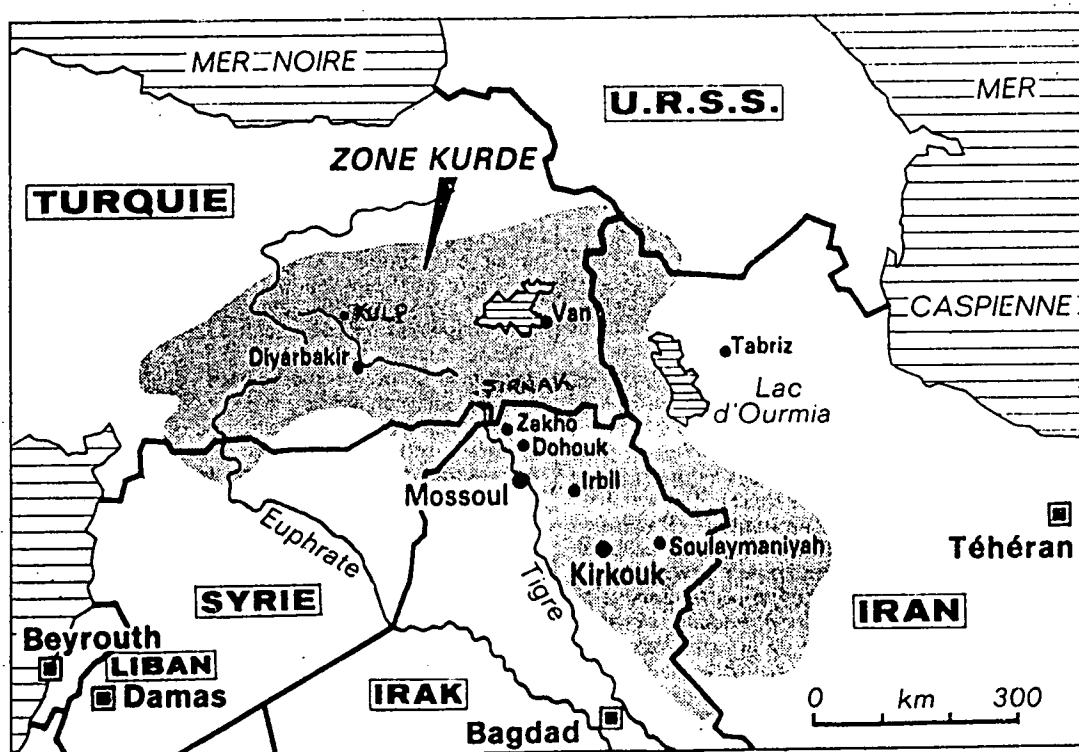 MER NOIRE
U.R.S.S.
MER
ZONE KURDE
TURQUIE
CASPIENNE
KULP
Van
Diyarbakir
Tabriz
SIRNAK
Lac
d'Ourmia
Zakho
Dohouk
Irbil
Mossoul
Euphrate
Soulaymaniyah
Téhéran
Kirkouk
Tigre
SYRIE
IRAN
Beyrouth
LIBAN
Damas
IRAK
0 km 300
Bagdad